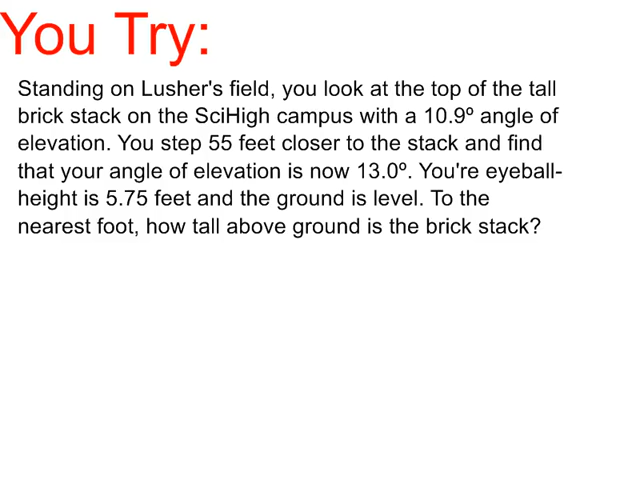 You Try:
Standing on Lusher's field, you look at the top of the tall
brick stack on the SciHigh campus with a 10.9º angle of
elevation. You step 55 feet closer to the stack and find
that your angle of elevation is now 13.0º. You're eyeball-
height is 5.75 feet and the ground is level. To the
nearest foot, how tall above ground is the brick stack?